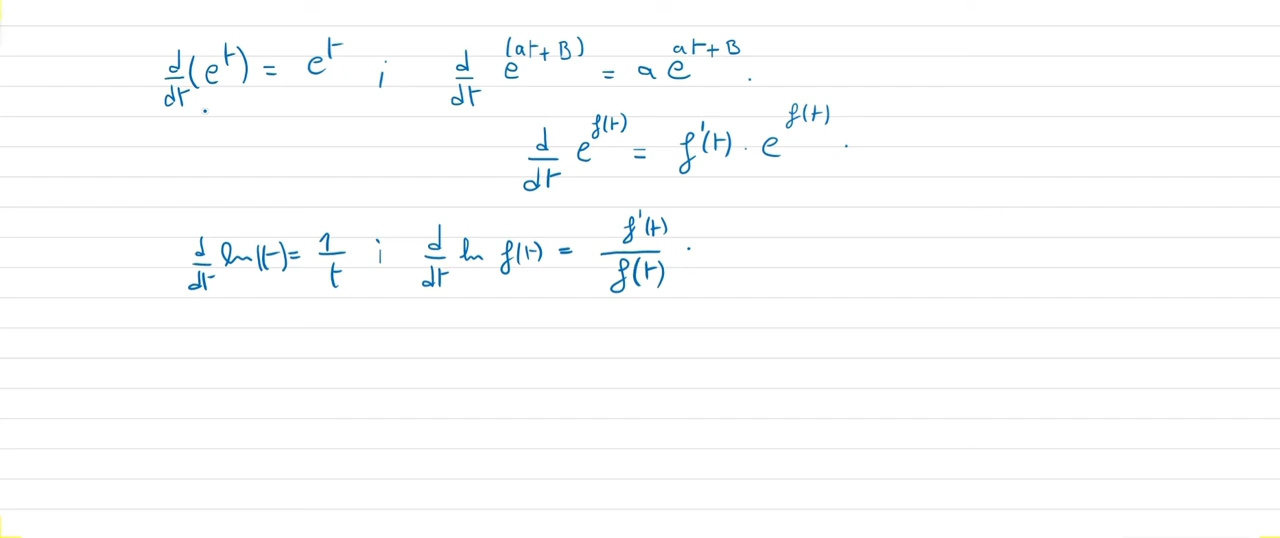 d/dt (e^t) = e^t ; d/dt e^(at+B) = a e^at+B .
d/dt e^f(t) = f'(t) . e^f(t) .
d/dt ln(t) = 1/t ; d/dt ln f(t) = f'(t)/f(t) .